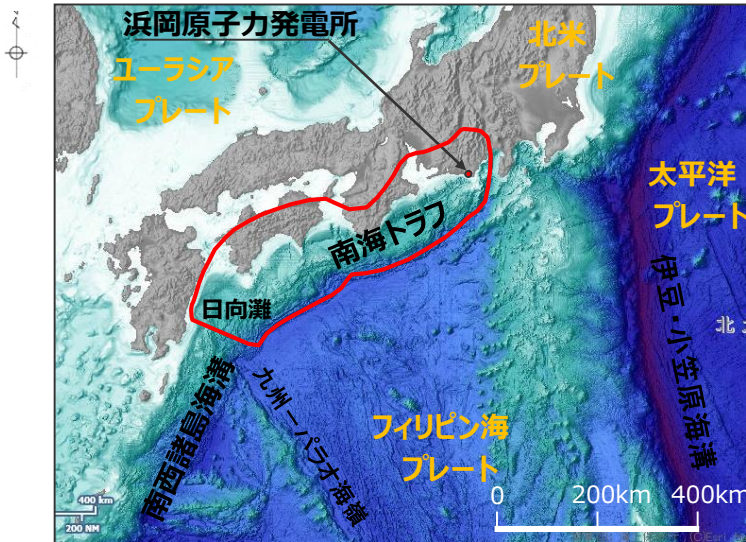 浜岡原子力発電所
北米
プレート
ユーラシア
プレート
太平洋
プレート
南海トラフ
日向灘
伊豆・小笠原海溝
北
南西諸島海溝
九州－パラオ海嶺
フィリピン海
プレート
400 km
200 NM
0 200km 400km